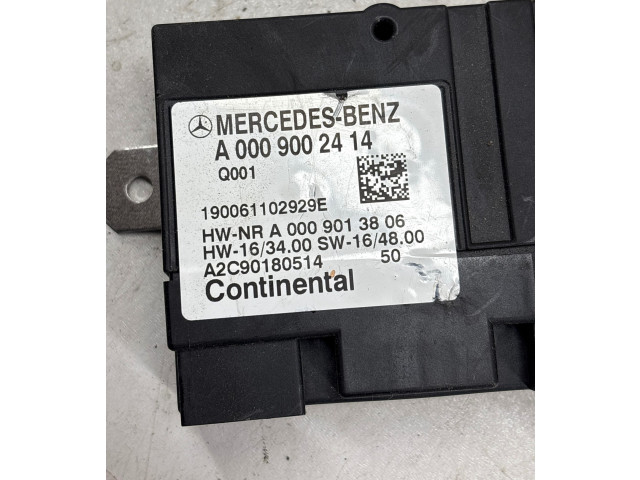 MERCEDES-BENZ
A 000 900 24 14
Q001
190061102929E
HW-NR A 000 901 38 06
HW-16/34.00 SW-16/48.00
A2C90180514 50
Continental